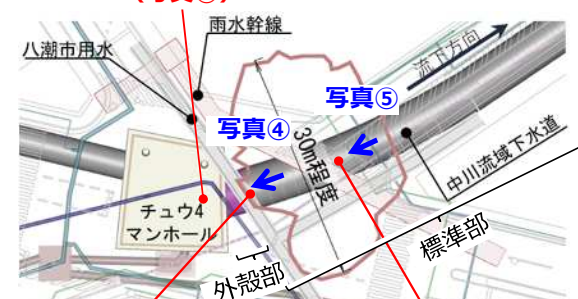 雨水幹線
八潮市用水
流下方向
写真⑤
写真④
30m程度
中川流域下水道
チュウ4
マンホール
標準部
外殻部